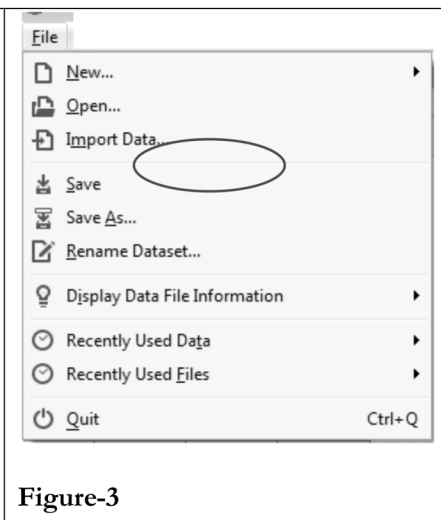 File
New...
Open...
Import Data...
Save
Save As...
Rename Dataset...
Display Data File Information
Recently Used Data
Recently Used Files
Quit Ctrl+Q
Figure-3